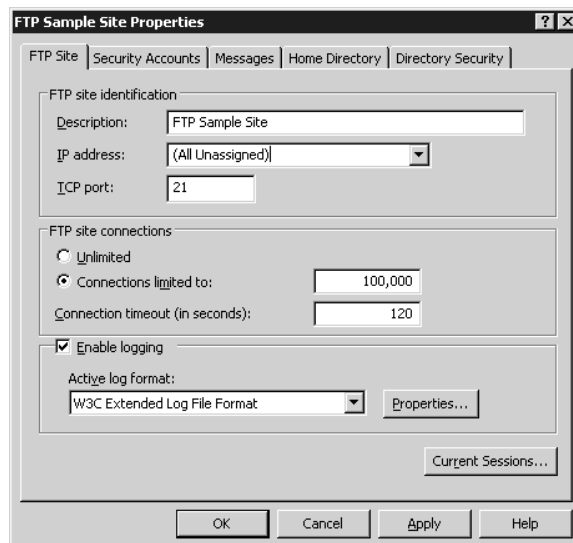 FTP Sample Site Properties
FTP Site Security Accounts Messages Home Directory Directory Security
FTP site identification
Description: FTP Sample Site
IP address: (All Unassigned)
TCP port: 21
FTP site connections
Unlimited
Connections limited to: 100,000
Connection timeout (in seconds): 120
Enable logging
Active log format:
W3C Extended Log File Format Properties...
Current Sessions...
OK Cancel Apply Help